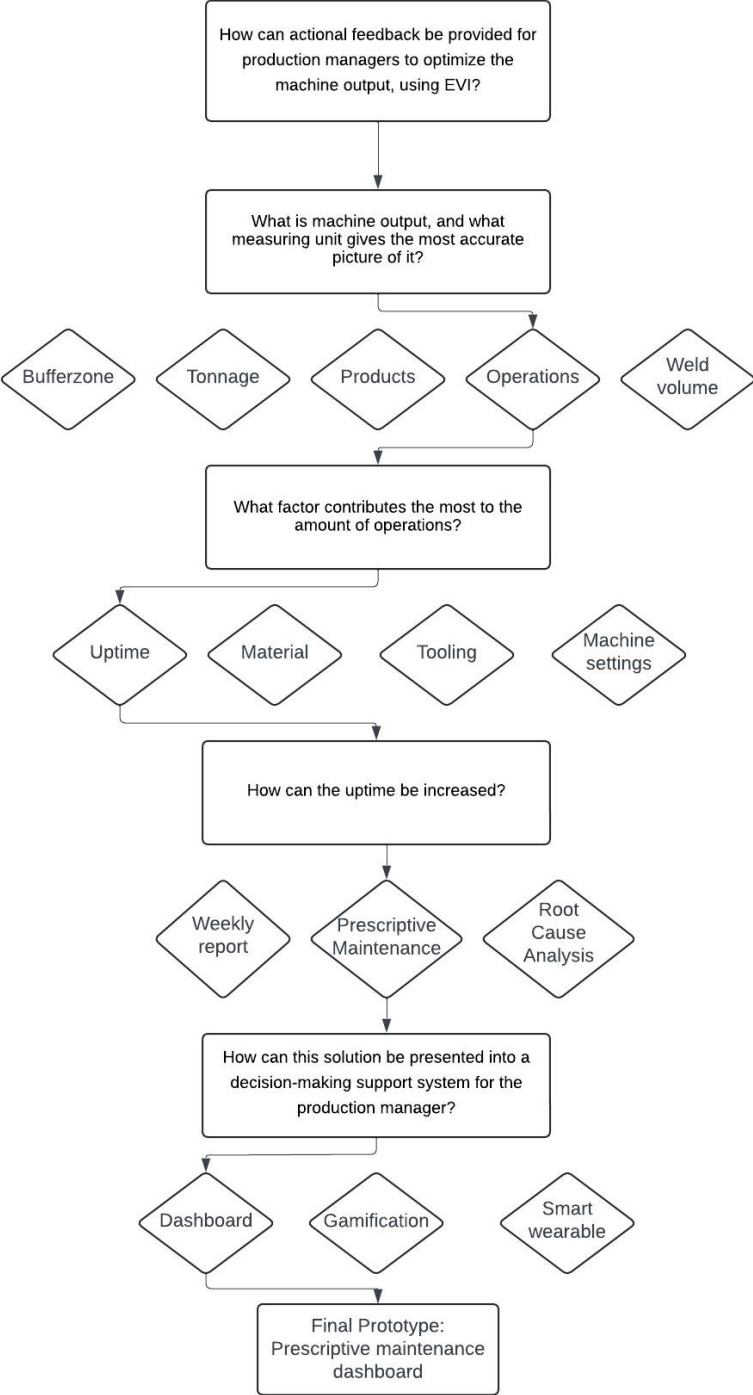 How can actional feedback be provided for
production managers to optimize the
machine output, using EVI?
What is machine output, and what
measuring unit gives the most accurate
picture of it?
Bufferzone
Tonnage
Products
Operations
Weld
volume
What factor contributes the most to the
amount of operations?
Uptime
Material
Tooling
Machine
settings
How can the uptime be increased?
Weekly
report
Prescriptive
Maintenance
Root
Cause
Analysis
How can this solution be presented into a
decision-making support system for the
production manager?
Dashboard
Gamification
Smart
wearable
Final Prototype:
Prescriptive maintenance
dashboard